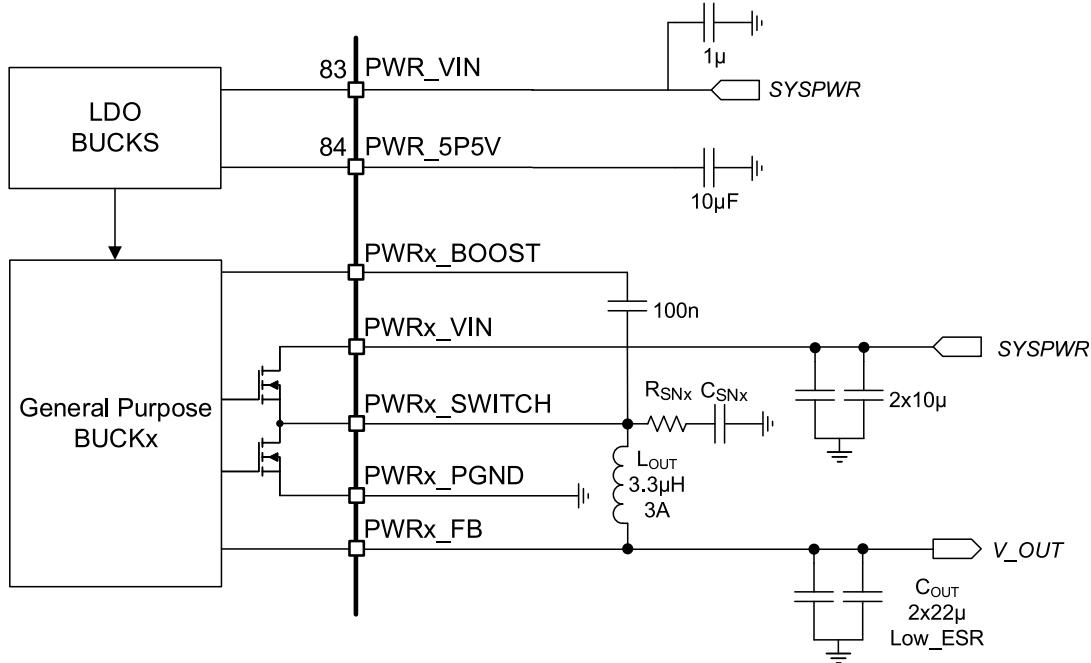 1µ
83 PWR_VIN
SYSPWR
LDO
BUCKS
84 PWR_5P5V
10µF
PWRx_BOOST
100n
PWRx_VIN
SYSPWR
2x10µ
General Purpose
BUCKx
PWRx_SWITCH
RSNx CSNx
LOUT
3.3µH
3A
PWRx_PGND
PWRx_FB
V_OUT
COUT
2x22µ
Low_ESR